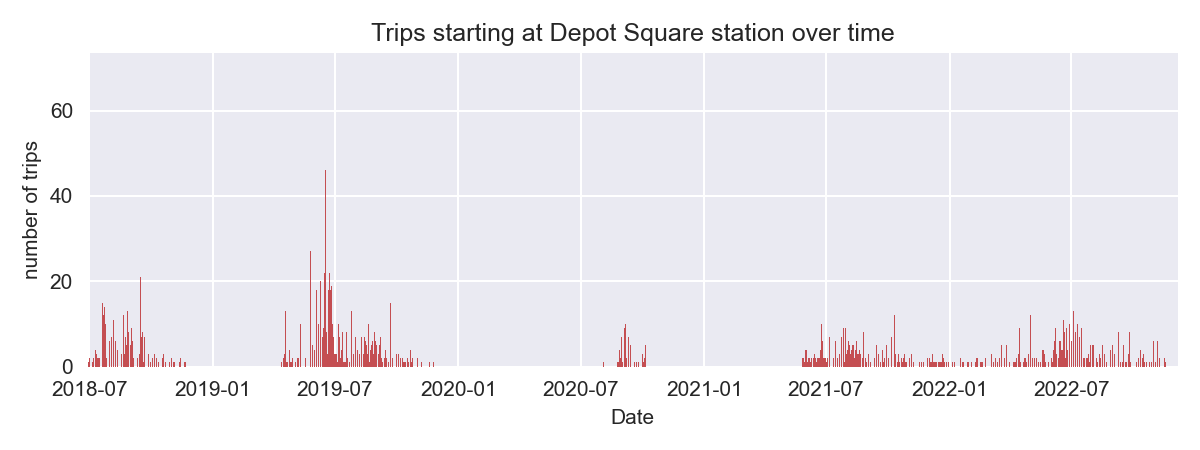 Trips starting at Depot Square station over time
number of trips
60
40
20
0
2018-07 2019-01 2019-07 2020-01 2020-07 2021-01 2021-07 2022-01 2022-07
Date